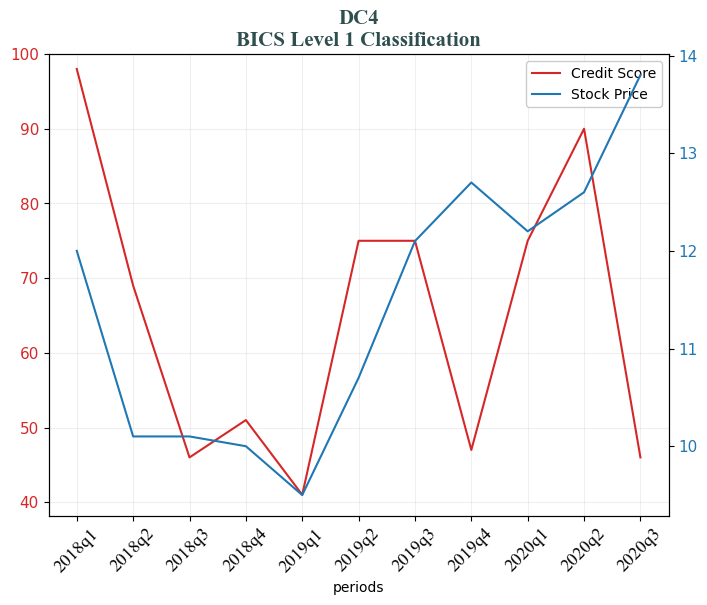 DC4
BICS Level 1 Classification
100
90
80
70
60
50
40
14
13
12
11
10
Credit Score
Stock Price
2018q1
2018q2
2018q3
2018q4
2019q1
2019q2
2019q3
2019q4
2020q1
2020q2
2020q3
periods